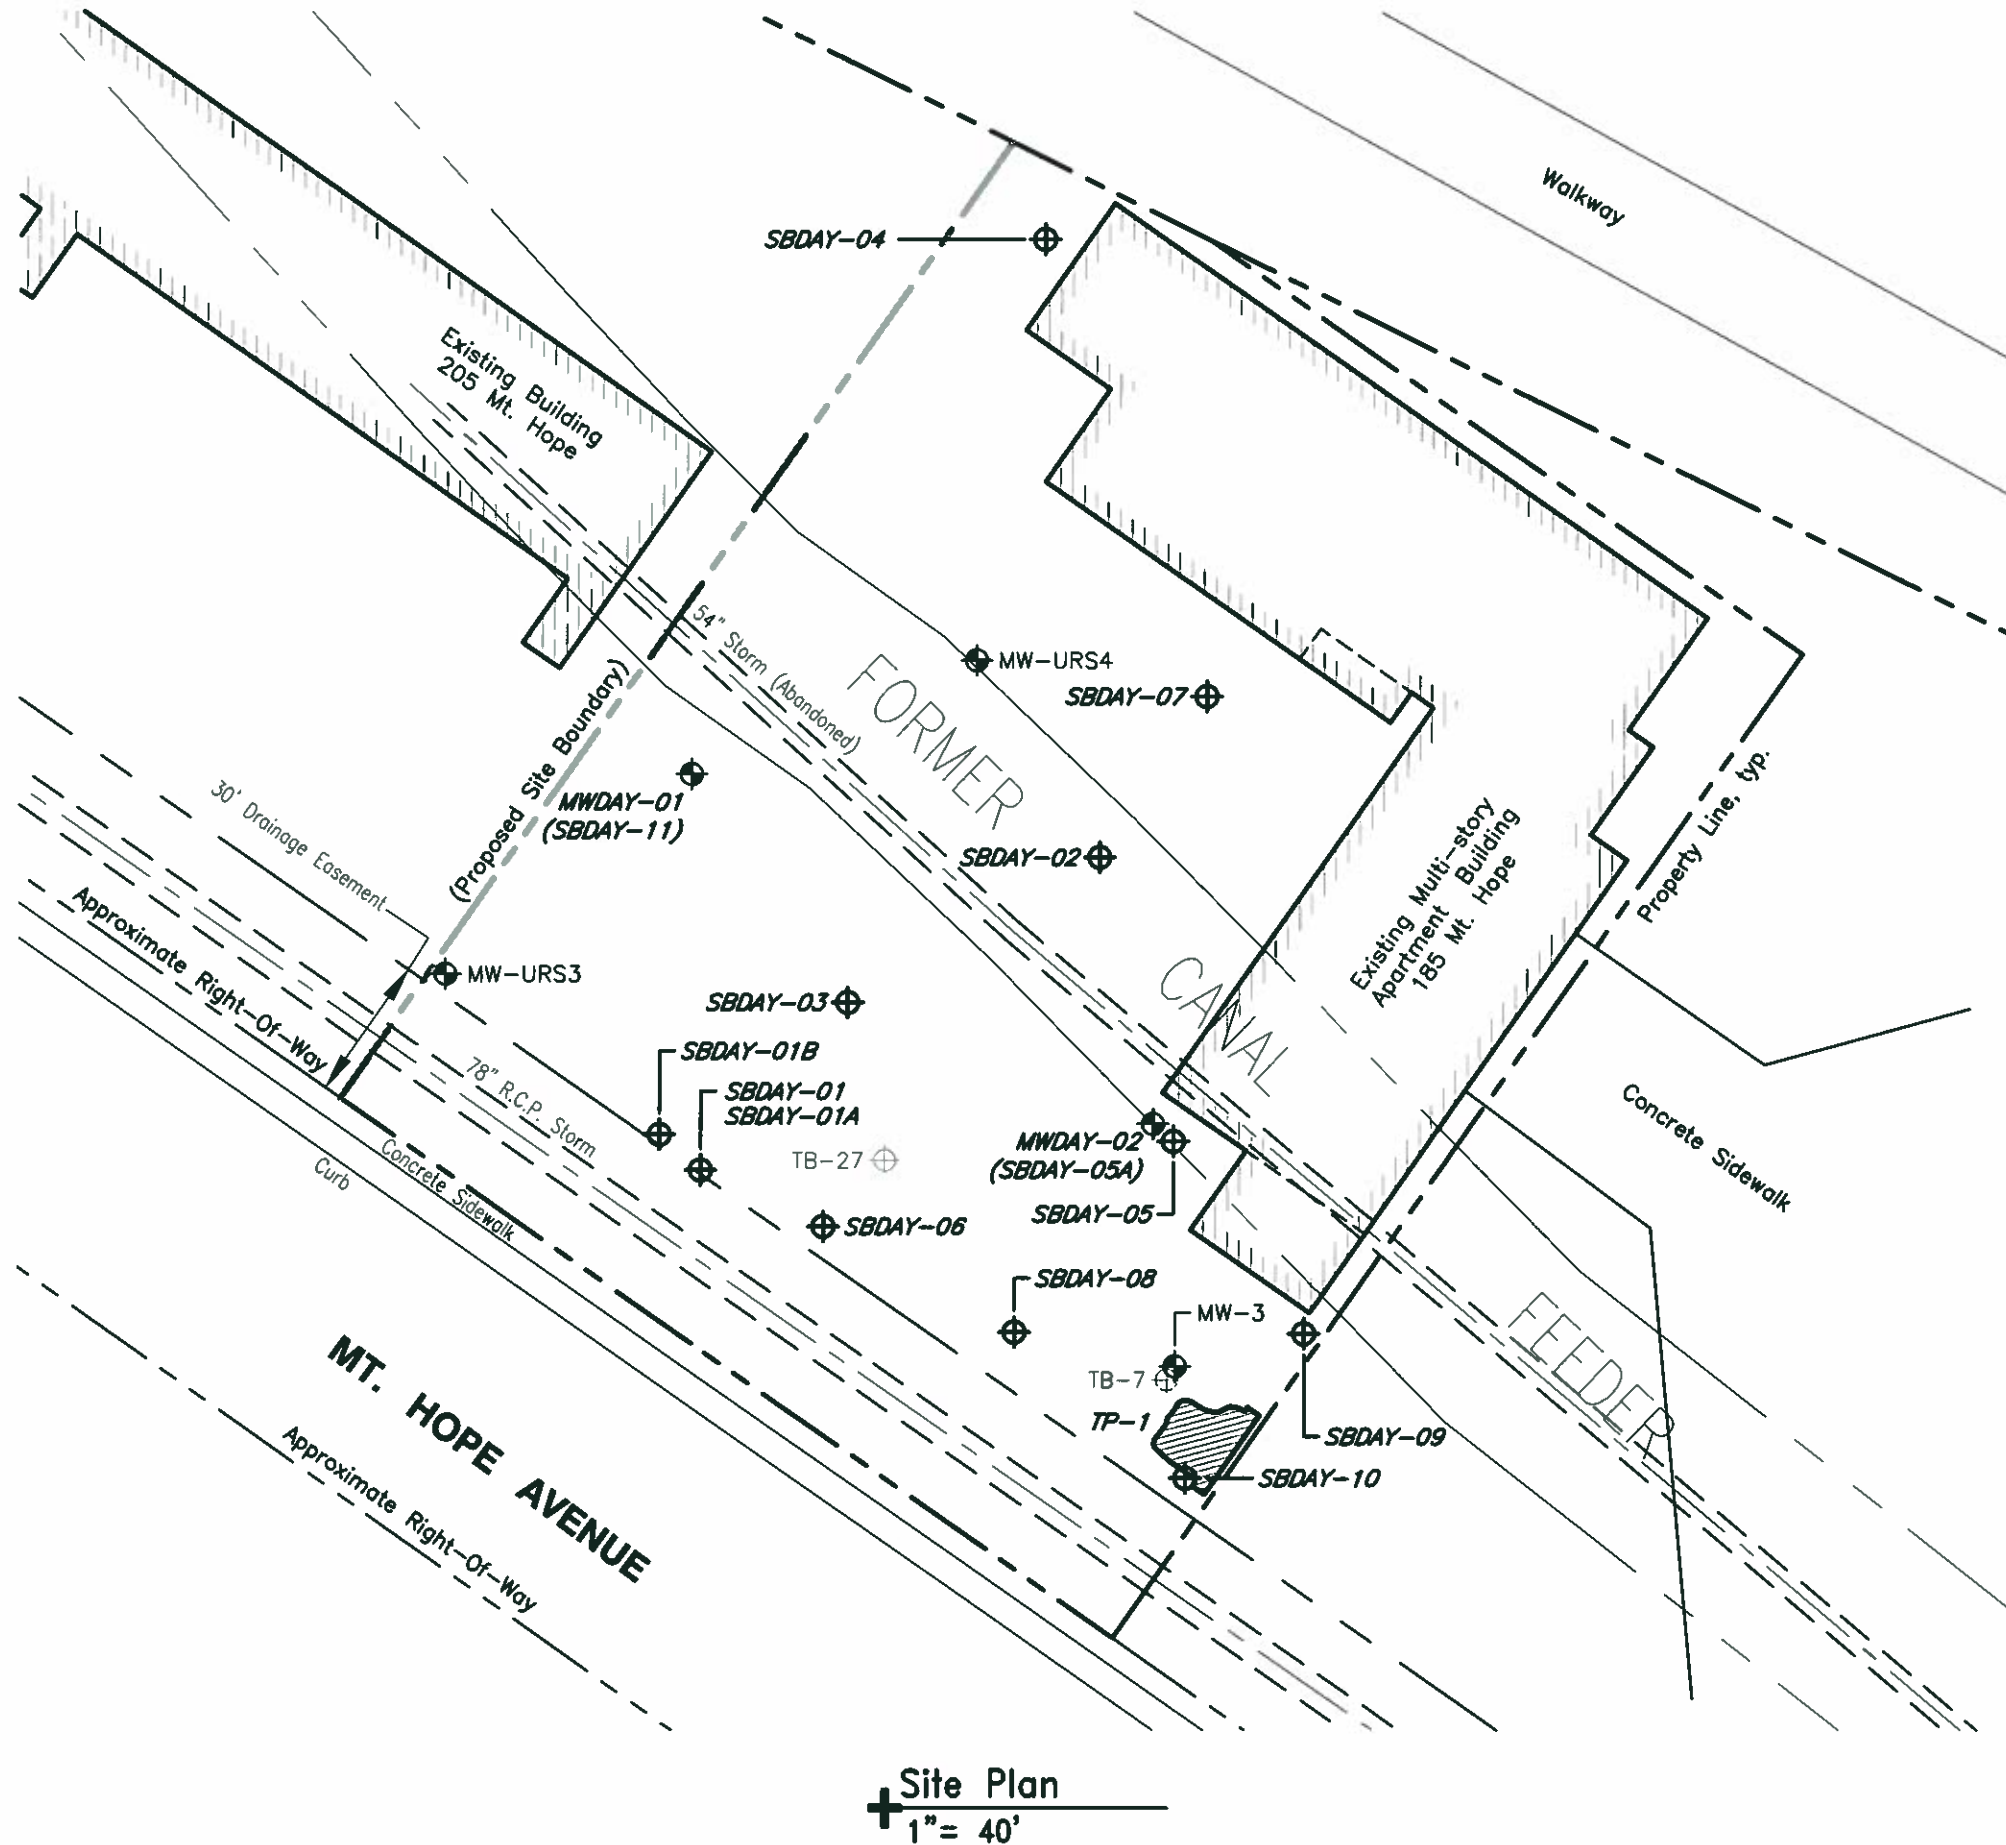 Walkway
SBDAY-04
Existing Building
205 Mt. Hope
54" Storm (Abandoned)
FORMER
MW-URS4
SBDAY-07
(Proposed Site Boundary)
MWDAY-01
(SBDAY-11)
30' Drainage Easement
SBDAY-02
Property Line, typ.
Existing Multi-story
Apartment Building
185 Mt. Hope
Approximate Right-Of-Way
MW-URS3
SBDAY-03
CANAL
SBDAY-01B
78" R.C.P. Storm
SBDAY-01
SBDAY-01A
Concrete Sidewalk
TB-27
MWDAY-02
(SBDAY-05A)
Curb
Concrete Sidewalk
SBDAY-05
SBDAY-06
SBDAY-08
MW-3
FEEDER
TB-7
TP-1
SBDAY-09
SBDAY-10
MT. HOPE AVENUE
Approximate Right-Of-Way
Site Plan
1"= 40'